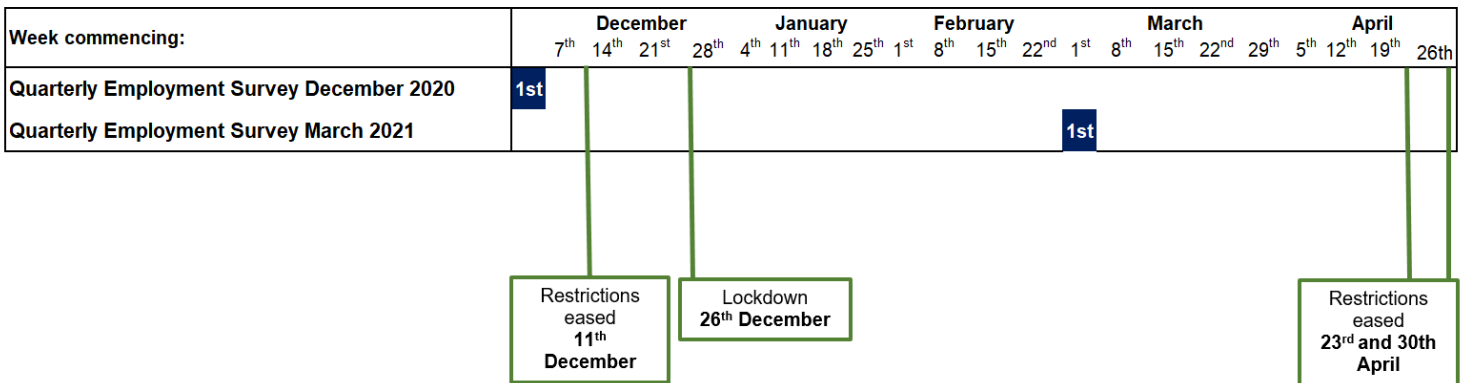 December January February March April
Week commencing:
7th 14th 21st 28th 4th 11th 18th 25th 1st 8th 15th 22nd 1st 8th 15th 22nd 29th 5th 12th 19th 26th
Quarterly Employment Survey December 2020 1st
Quarterly Employment Survey March 2021 1st
Restrictions
eased
11th
December
Lockdown
26th December
Restrictions
eased
23rd and 30th
April